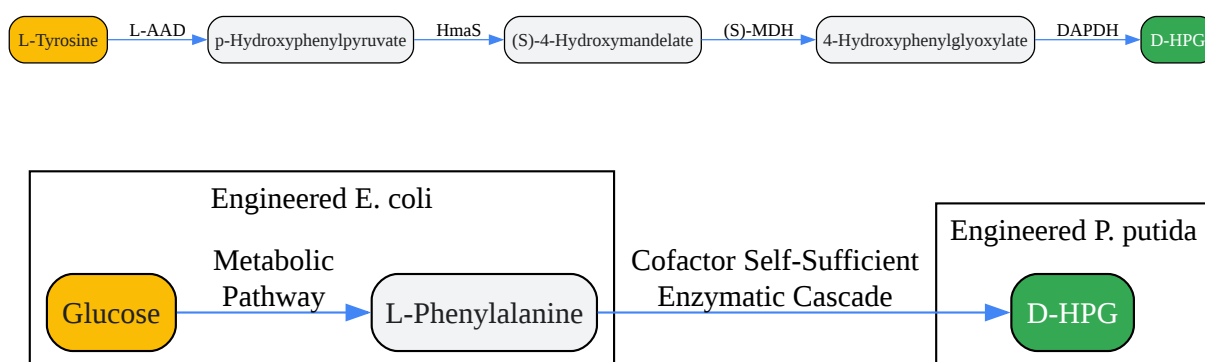 L-Tyrosine
L-AAD
p-Hydroxyphenylpyruvate
HmaS
(S)-4-Hydroxymandelate
(S)-MDH
4-Hydroxyphenylglyoxylate
DAPDH
D-HPG
Engineered E. coli
Glucose
Metabolic
Pathway
L-Phenylalanine
Cofactor Self-Sufficient
Enzymatic Cascade
Engineered P. putida
D-HPG